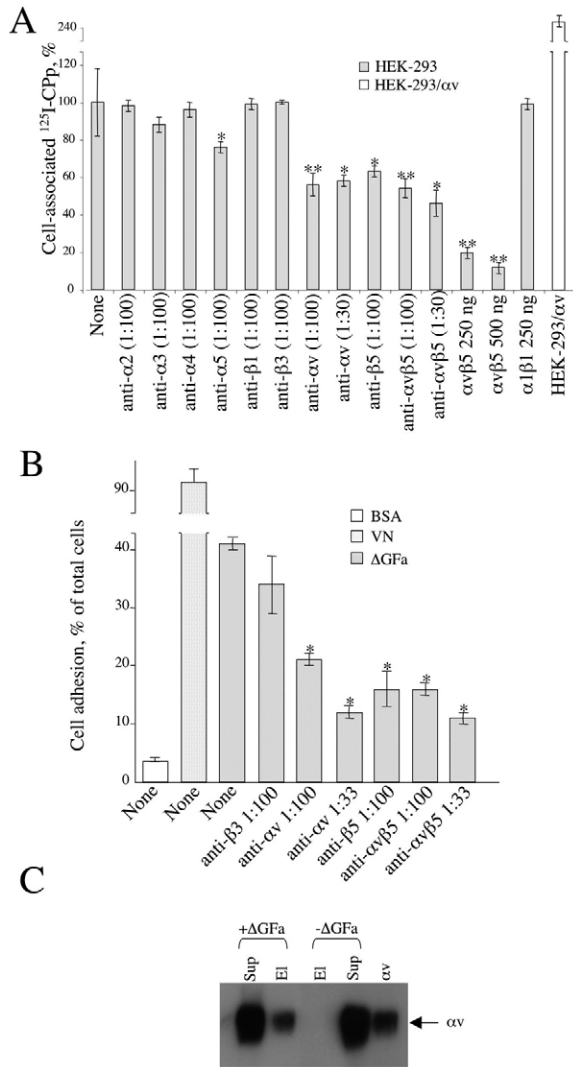 A
Cell-associated ¹²⁵I-CPp, %
240
100
80
60
40
20
0
HEK-293
HEK-293/αv
*
**
*
*
**
*
**
**
None
anti-α2 (1:100)
anti-α3 (1:100)
anti-α4 (1:100)
anti-α5 (1:100)
anti-β1 (1:100)
anti-β3 (1:100)
anti-αv (1:100)
anti-αv (1:30)
anti-β5 (1:100)
anti-αvβ5 (1:100)
anti-αvβ5 (1:30)
αvβ5 250 ng
αvβ5 500 ng
α1β1 250 ng
HEK-293/αv
B
Cell adhesion, % of total cells
90
40
30
20
10
0
BSA
VN
ΔGFa
*
*
*
*
*
None
None
None
anti-β3 1:100
anti-αv 1:100
anti-αv 1:33
anti-β5 1:100
anti-αvβ5 1:100
anti-αvβ5 1:33
C
+ΔGFa
-ΔGFa
Sup
El
El
Sup
αv
αv